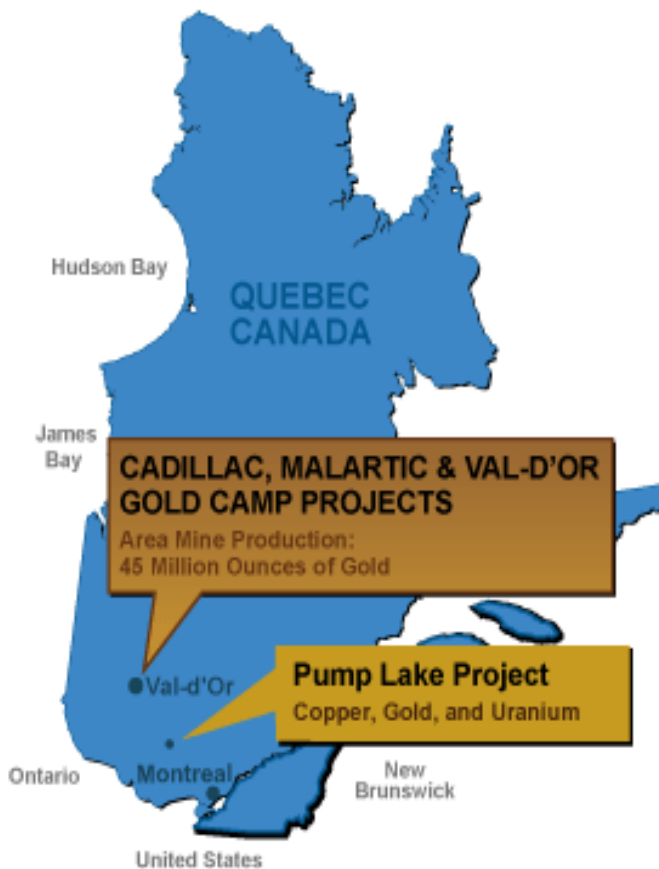 Hudson Bay
QUEBEC
CANADA
James
Bay
CADILLAC, MALARTIC & VAL-D'OR
GOLD CAMP PROJECTS
Area Mine Production:
45 Million Ounces of Gold
Val-d'Or
Pump Lake Project
Copper, Gold, and Uranium
Ontario
Montreal
New
Brunswick
United States